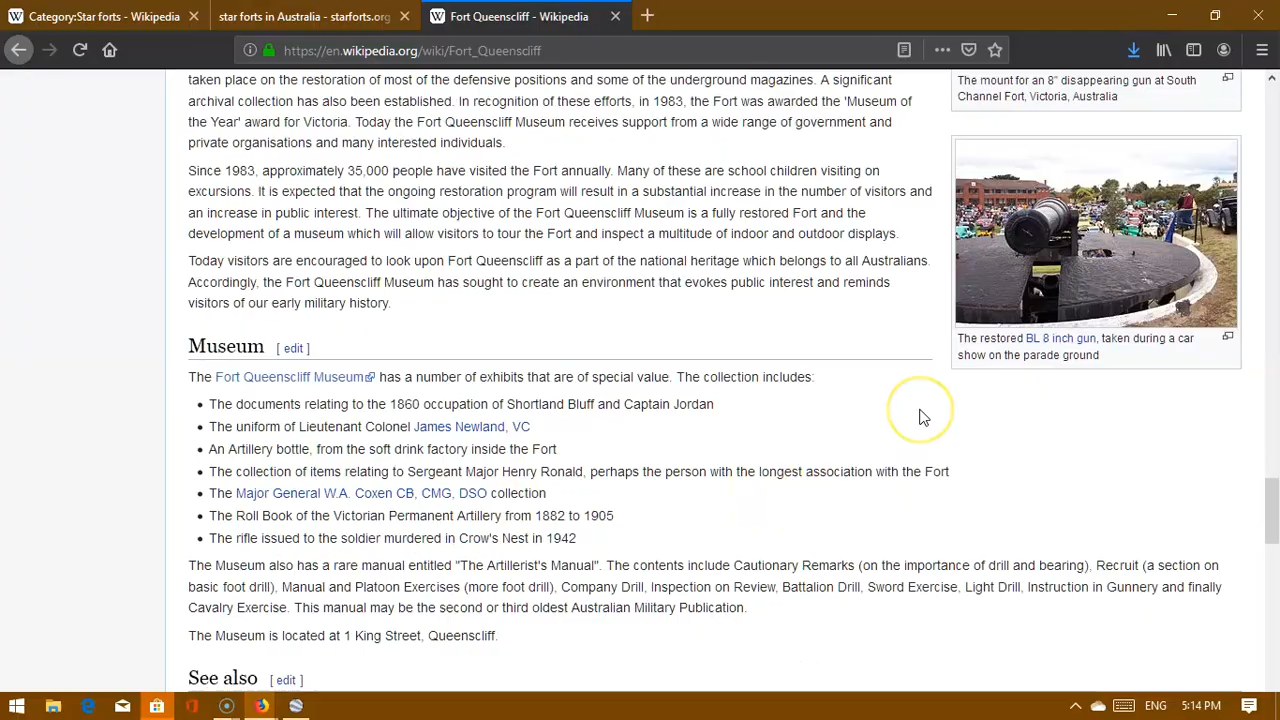 Category:Star forts - Wikipedia
star forts in Australia - starforts.org
Fort Queenscliff - Wikipedia
https://en.wikipedia.org/wiki/Fort_Queenscliff
taken place on the restoration of most of the defensive positions and some of the underground magazines. A significant
archival collection has also been established. In recognition of these efforts, in 1983, the Fort was awarded the 'Museum of
the Year' award for Victoria. Today the Fort Queenscliff Museum receives support from a wide range of government and
private organisations and many interested individuals.
Since 1983, approximately 35,000 people have visited the Fort annually. Many of these are school children visiting on
excursions. It is expected that the ongoing restoration program will result in a substantial increase in the number of visitors and
an increase in public interest. The ultimate objective of the Fort Queenscliff Museum is a fully restored Fort and the
development of a museum which will allow visitors to tour the Fort and inspect a multitude of indoor and outdoor displays.
Today visitors are encouraged to look upon Fort Queenscliff as a part of the national heritage which belongs to all Australians.
Accordingly, the Fort Queenscliff Museum has sought to create an environment that evokes public interest and reminds
visitors of our early military history.
The mount for an 8" disappearing gun at South
Channel Fort, Victoria, Australia
The restored BL 8 inch gun, taken during a car
show on the parade ground
Museum [ edit ]
The Fort Queenscliff Museum has a number of exhibits that are of special value. The collection includes:
• The documents relating to the 1860 occupation of Shortland Bluff and Captain Jordan
• The uniform of Lieutenant Colonel James Newland, VC
• An Artillery bottle, from the soft drink factory inside the Fort
• The collection of items relating to Sergeant Major Henry Ronald, perhaps the person with the longest association with the Fort
• The Major General W.A. Coxen CB, CMG, DSO collection
• The Roll Book of the Victorian Permanent Artillery from 1882 to 1905
• The rifle issued to the soldier murdered in Crow's Nest in 1942
The Museum also has a rare manual entitled "The Artillerist's Manual". The contents include Cautionary Remarks (on the importance of drill and bearing), Recruit (a section on
basic foot drill), Manual and Platoon Exercises (more foot drill), Company Drill, Inspection on Review, Battalion Drill, Sword Exercise, Light Drill, Instruction in Gunnery and finally
Cavalry Exercise. This manual may be the second or third oldest Australian Military Publication.
The Museum is located at 1 King Street, Queenscliff.
See also [ edit ]
ENG
5:14 PM